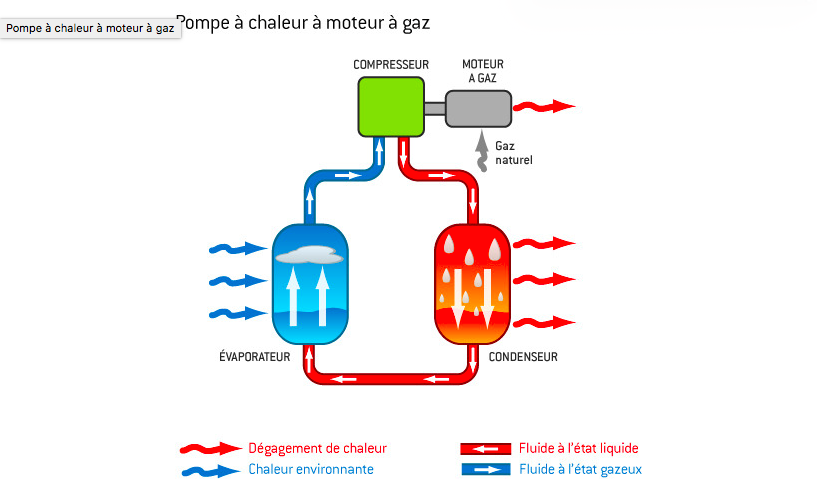 Pompe à chaleur à moteur à gaz
Pompe à chaleur à moteur à gaz
COMPRESSEUR
MOTEUR
A GAZ
Gaz
naturel
ÉVAPORATEUR
CONDENSEUR
Dégagement de chaleur
Fluide à l'état liquide
Chaleur environnante
Fluide à l'état gazeux